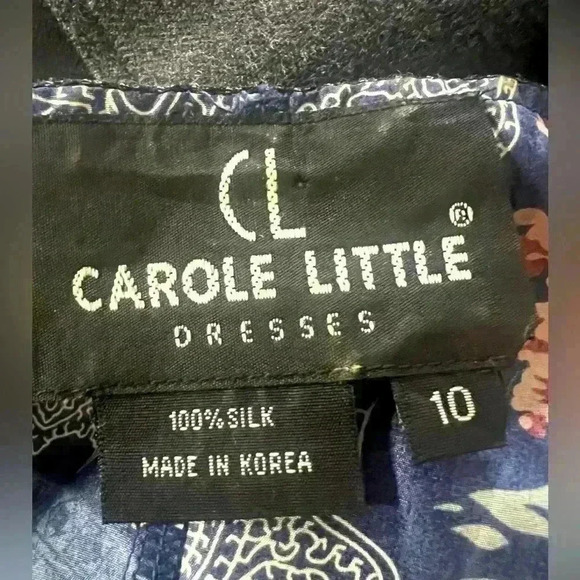 CL
CAROLE LITTLE®
DRESSES
100% SILK
MADE IN KOREA
10